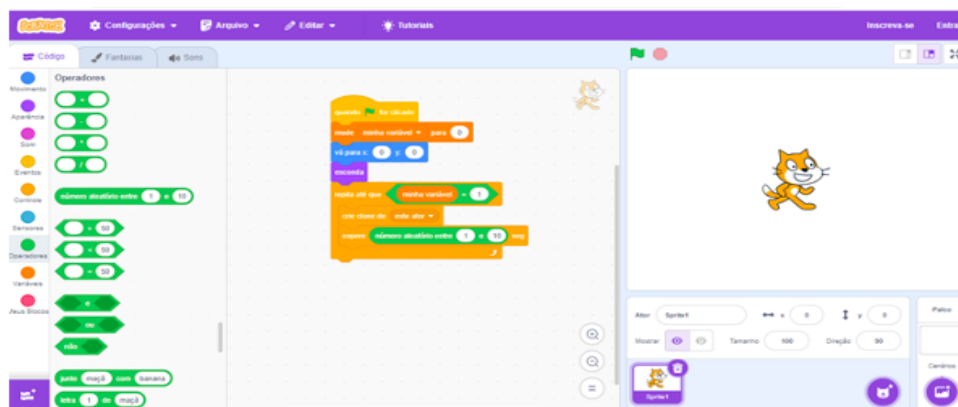 SCRATCH
Configurações
Arquivo
Editar
Tutoriais
Inscreva-se
Entra
Código
Fantasias
Sons
Movimento
Aparência
Som
Eventos
Controle
Sensores
Operadores
Variáveis
Meus Blocos
Operadores
+
-
*
/
número aleatório entre 1 e 10
> 50
< 50
= 50
e
ou
não
junte maçã com banana
letra 1 de maçã
quando for clicado
mude minha variável para 0
vá para x: 0 y: 0
esconda
repita até que minha variável = 1
crie clone de este ator
espere número aleatório entre 1 e 10 seg
Ator Sprite1 x 0 y 0
Mostrar Tamanho 100 Direção 90
Sprite1
Palco
Cenários